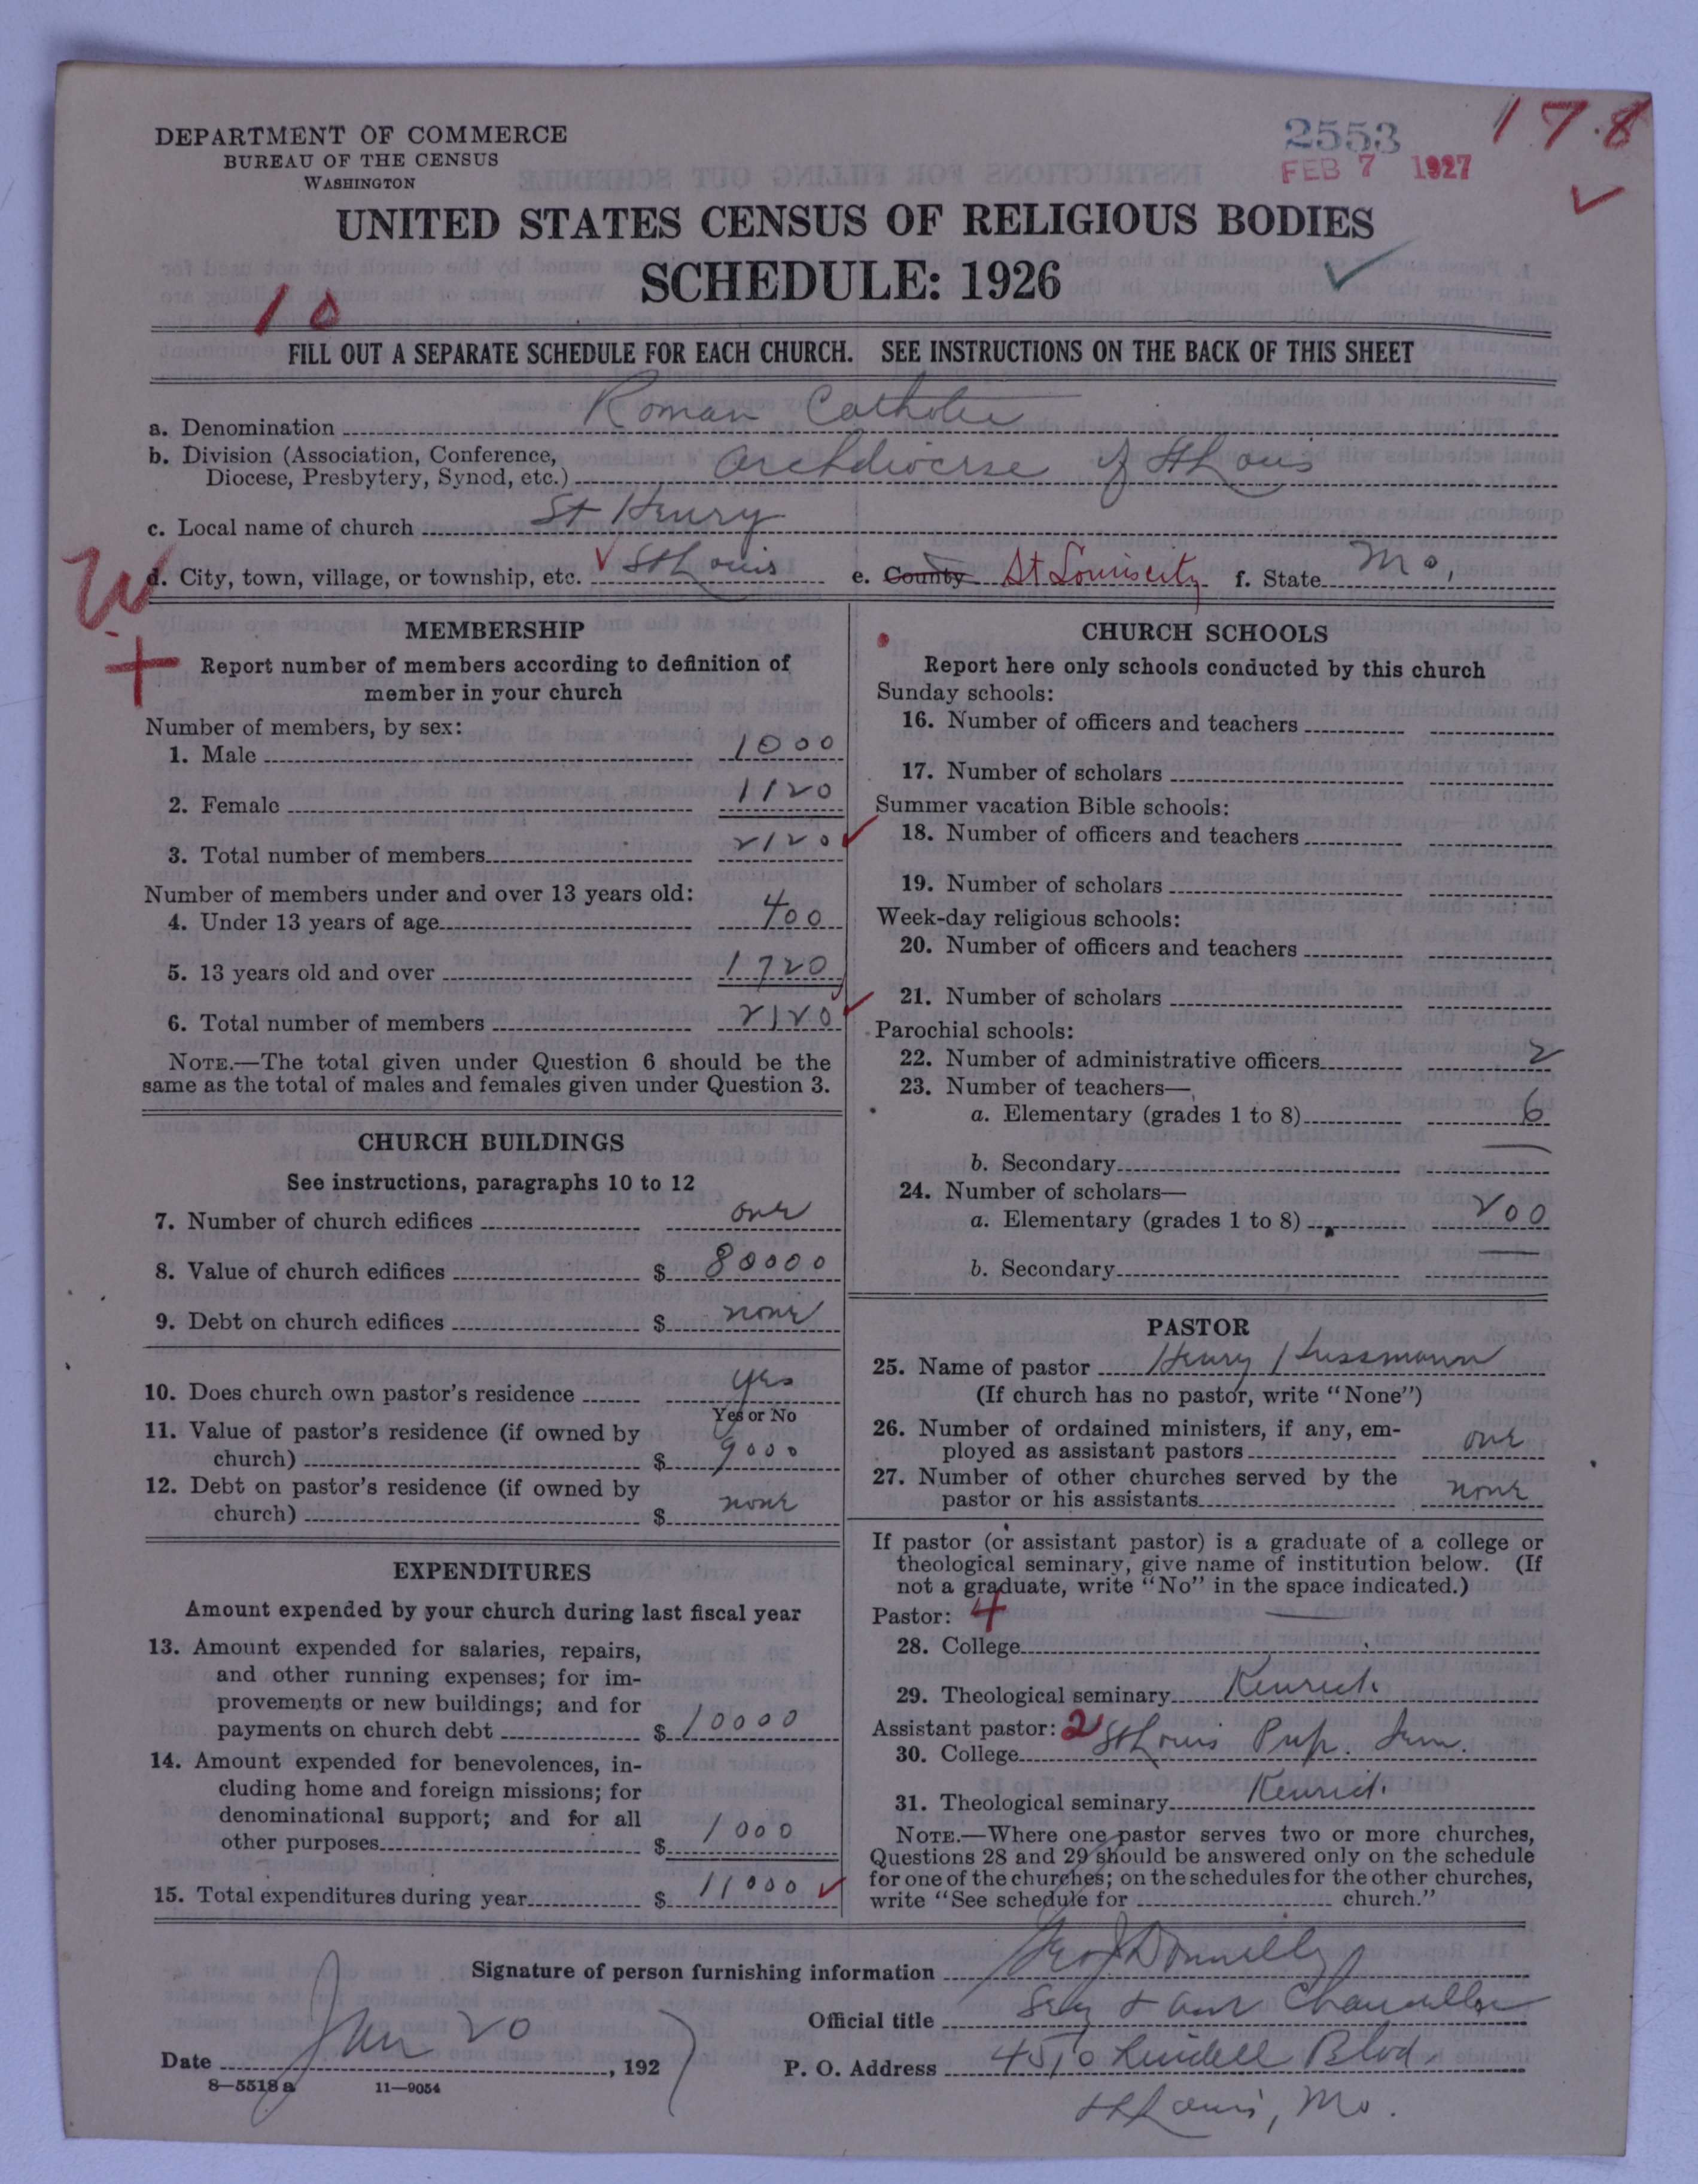 DEPARTMENT OF COMMERCE
BUREAU OF THE CENSUS
WASHINGTON
2553
FEB 7 1927
17.8
UNITED STATES CENSUS OF RELIGIOUS BODIES
SCHEDULE: 1926
10
FILL OUT A SEPARATE SCHEDULE FOR EACH CHURCH. SEE INSTRUCTIONS ON THE BACK OF THIS SHEET
a. Denomination Roman Catholic
b. Division (Association, Conference,
Diocese, Presbytery, Synod, etc.) Archdiocese of St Louis
c. Local name of church St Henry
d. City, town, village, or township, etc. St Louis e. County St Louis city f. State Mo,
W
+
MEMBERSHIP
Report number of members according to definition of
member in your church
Number of members, by sex:
1. Male 1000
2. Female 1120
3. Total number of members 2120
Number of members under and over 13 years old:
4. Under 13 years of age 400
5. 13 years old and over 1720
6. Total number of members 2120
NOTE.—The total given under Question 6 should be the
same as the total of males and females given under Question 3.
CHURCH BUILDINGS
See instructions, paragraphs 10 to 12
7. Number of church edifices one
8. Value of church edifices $ 80000
9. Debt on church edifices $ none
10. Does church own pastor's residence yes
Yes or No
11. Value of pastor's residence (if owned by
church) $ 9000
12. Debt on pastor's residence (if owned by
church) $ none
EXPENDITURES
Amount expended by your church during last fiscal year
13. Amount expended for salaries, repairs,
and other running expenses; for im-
provements or new buildings; and for
payments on church debt $ 10000
14. Amount expended for benevolences, in-
cluding home and foreign missions; for
denominational support; and for all
other purposes $ 1000
15. Total expenditures during year $ 11000
CHURCH SCHOOLS
Report here only schools conducted by this church
Sunday schools:
16. Number of officers and teachers
17. Number of scholars
Summer vacation Bible schools:
18. Number of officers and teachers
19. Number of scholars
Week-day religious schools:
20. Number of officers and teachers
21. Number of scholars
Parochial schools:
22. Number of administrative officers 2
23. Number of teachers—
a. Elementary (grades 1 to 8) 6
b. Secondary —
24. Number of scholars—
a. Elementary (grades 1 to 8) 200
b. Secondary —
PASTOR
25. Name of pastor Henry Hussmann
(If church has no pastor, write "None")
26. Number of ordained ministers, if any, em-
ployed as assistant pastors one
27. Number of other churches served by the
pastor or his assistants none
If pastor (or assistant pastor) is a graduate of a college or
theological seminary, give name of institution below. (If
not a graduate, write "No" in the space indicated.)
Pastor: 4
28. College —
29. Theological seminary Kenrick
Assistant pastor: 2
30. College St Louis Prep. Sem.
31. Theological seminary Kenrick
NOTE.—Where one pastor serves two or more churches,
Questions 28 and 29 should be answered only on the schedule
for one of the churches; on the schedules for the other churches,
write "See schedule for church."
Signature of person furnishing information Geo J Donnelly
Official title Secy & Chancellor
Date Jan 20, 1927 P. O. Address 4510 Lindell Blvd.
St Louis, Mo.
8—5518 a 11—9054